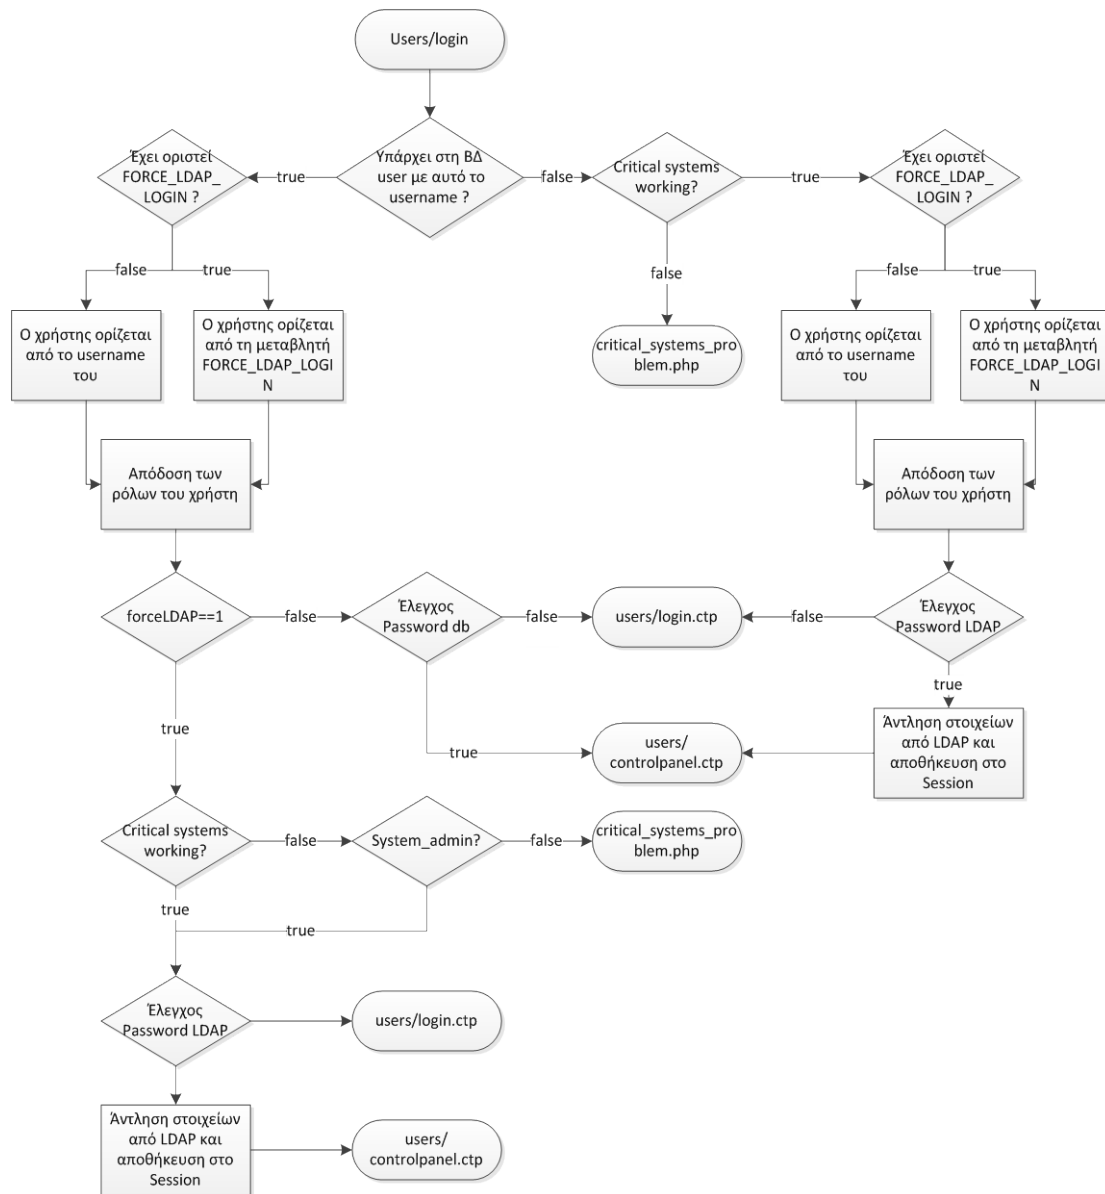 Users/login
Έχει οριστεί
FORCE_LDAP_
LOGIN ?
true
Υπάρχει στη ΒΔ
user με αυτό το
username ?
false
Critical systems
working?
true
Έχει οριστεί
FORCE_LDAP_
LOGIN ?
false
true
false
false
true
Ο χρήστης ορίζεται
από το username
του
Ο χρήστης ορίζεται
από τη μεταβλητή
FORCE_LDAP_LOGI
N
critical_systems_pro
blem.php
Ο χρήστης ορίζεται
από το username
του
Ο χρήστης ορίζεται
από τη μεταβλητή
FORCE_LDAP_LOGI
N
Απόδοση των
ρόλων του χρήστη
Απόδοση των
ρόλων του χρήστη
forceLDAP==1
false
Έλεγχος
Password db
false
users/login.ctp
false
Έλεγχος
Password LDAP
true
true
true
users/
controlpanel.ctp
Άντληση στοιχείων
από LDAP και
αποθήκευση στο
Session
Critical systems
working?
false
System_admin?
false
critical_systems_pro
blem.php
true
true
Έλεγχος
Password LDAP
users/login.ctp
Άντληση στοιχείων
από LDAP και
αποθήκευση στο
Session
users/
controlpanel.ctp